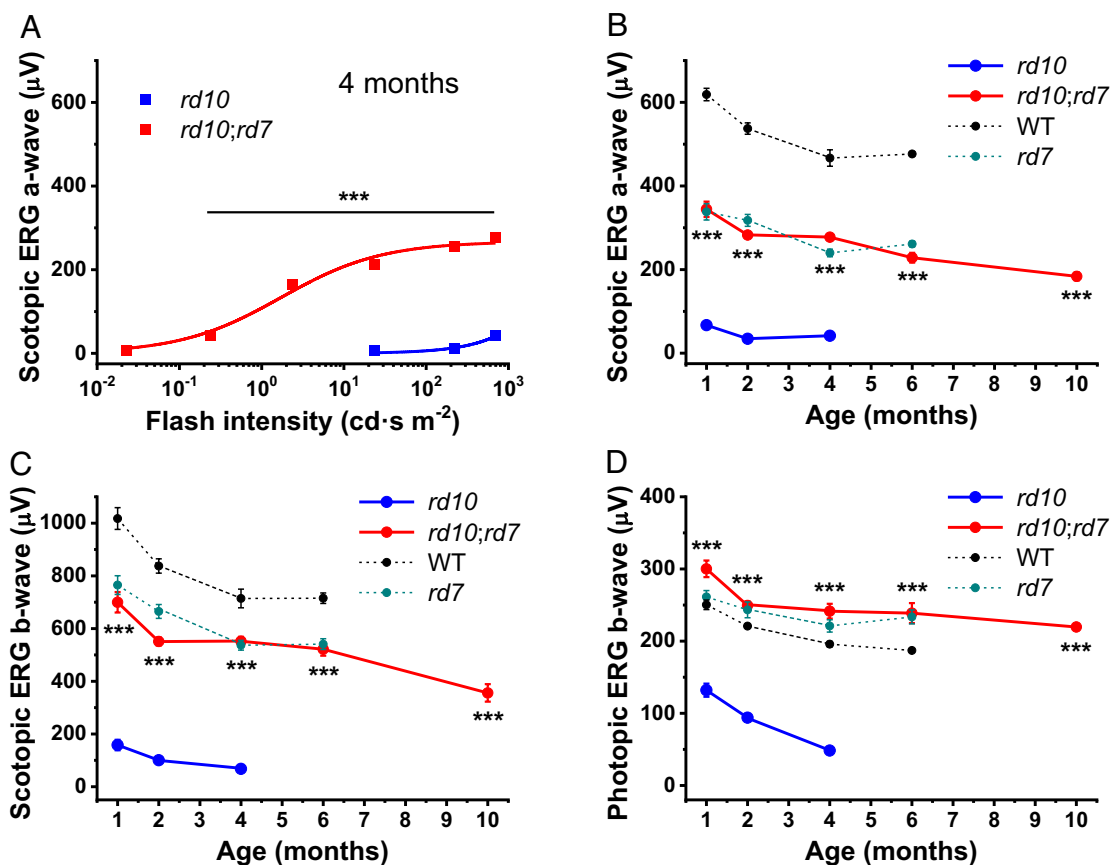 A
Scotopic ERG a-wave (μV)
600
400
200
0
4 months
rd10
rd10;rd7
***
10-2
10-1
100
101
102
103
Flash intensity (cd·s m-2)
B
Scotopic ERG a-wave (μV)
600
400
200
0
rd10
rd10;rd7
WT
rd7
***
***
***
***
***
1 2 3 4 5 6 7 8 9 10
Age (months)
C
Scotopic ERG b-wave (μV)
1000
800
600
400
200
0
rd10
rd10;rd7
WT
rd7
***
***
***
***
***
1 2 3 4 5 6 7 8 9 10
Age (months)
D
Photopic ERG b-wave (μV)
400
300
200
100
0
rd10
rd10;rd7
WT
rd7
***
***
***
***
***
1 2 3 4 5 6 7 8 9 10
Age (months)